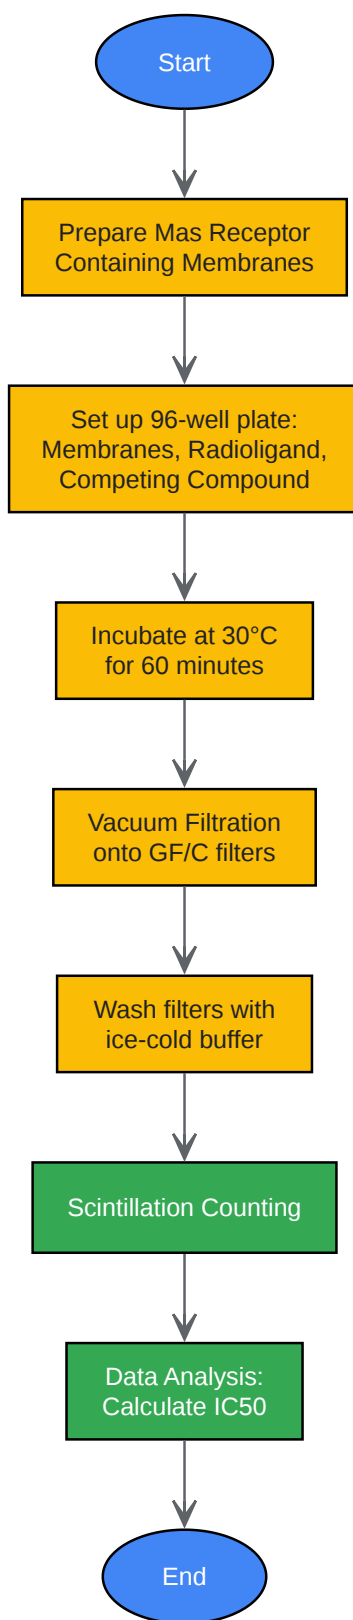 Start
Prepare Mas Receptor
Containing Membranes
Set up 96-well plate:
Membranes, Radioligand,
Competing Compound
Incubate at 30°C
for 60 minutes
Vacuum Filtration
onto GF/C filters
Wash filters with
ice-cold buffer
Scintillation Counting
Data Analysis:
Calculate IC50
End